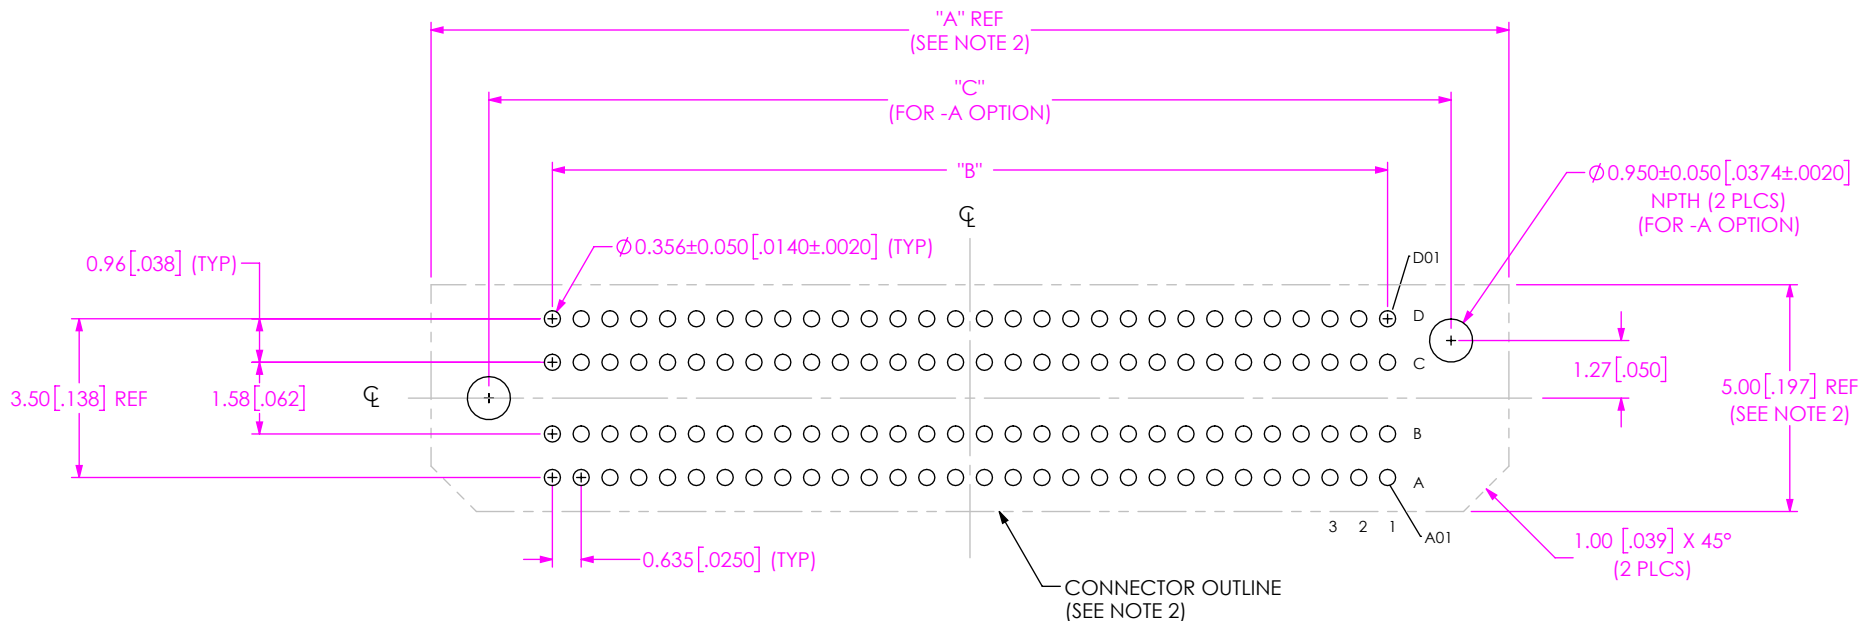 "A" REF
(SEE NOTE 2)
"C"
(FOR -A OPTION)
"B"
Ø0.950±0.050[.0374±.0020]
NPTH (2 PLCS)
(FOR -A OPTION)
℄
Ø0.356±0.050[.0140±.0020] (TYP)
0.96[.038] (TYP)
D01
D
C
1.27[.050]
3.50[.138] REF
1.58[.062]
℄
5.00[.197] REF
(SEE NOTE 2)
B
A
3 2 1
A01
0.635[.0250] (TYP)
1.00 [.039] X 45°
(2 PLCS)
CONNECTOR OUTLINE
(SEE NOTE 2)